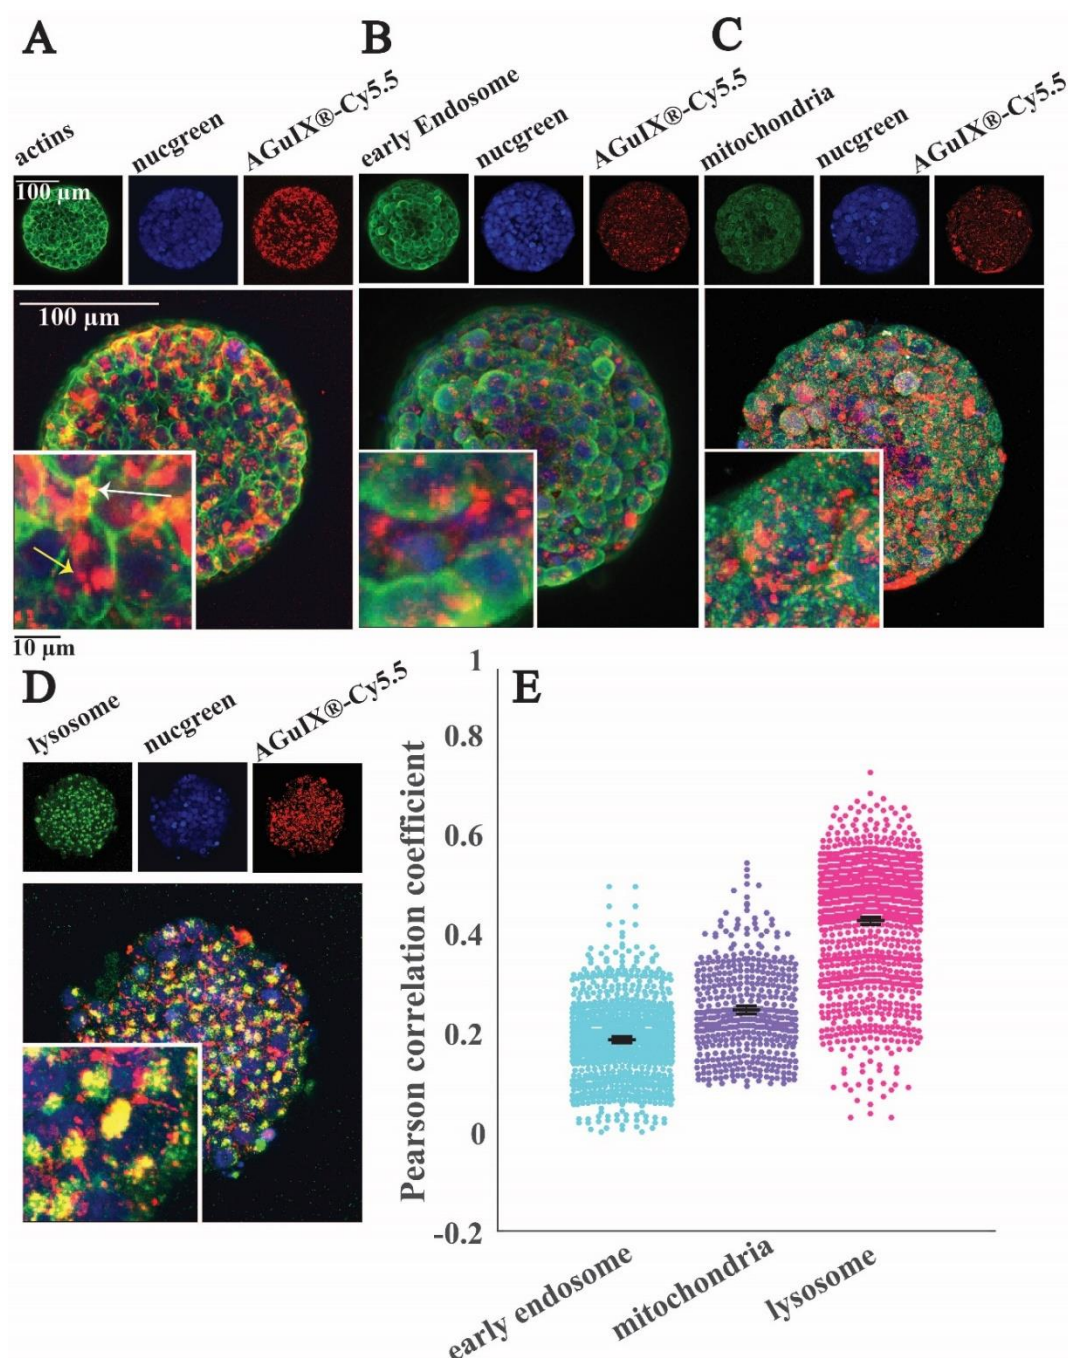 A
B
C
actins
nucgreen
AGuIX®-Cy5.5
early Endosome
nucgreen
AGuIX®-Cy5.5
mitochondria
nucgreen
AGuIX®-Cy5.5
100 µm
100 µm
10 µm
D
lysosome
nucgreen
AGuIX®-Cy5.5
E
Pearson correlation coefficient
1
0.8
0.6
0.4
0.2
0
-0.2
early endosome
mitochondria
lysosome